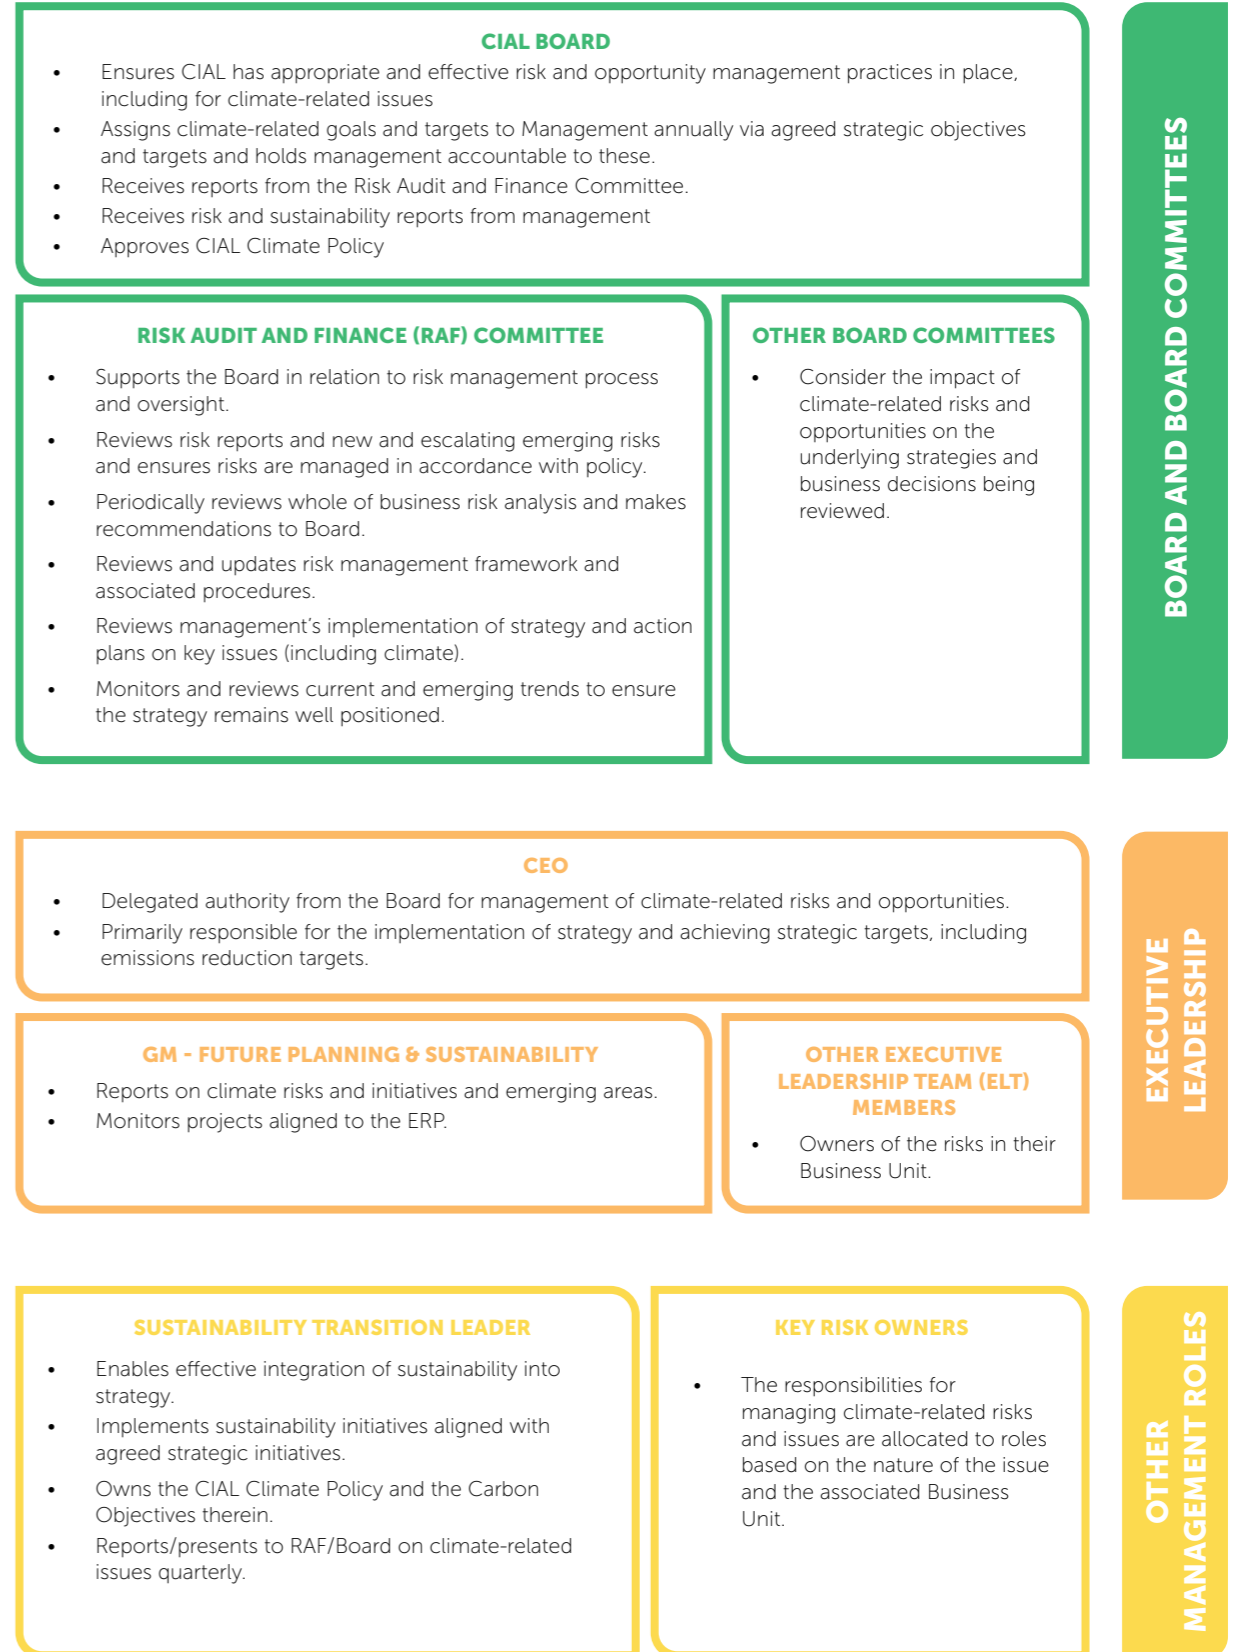 CIAL BOARD
• Ensures CIAL has appropriate and effective risk and opportunity management practices in place,
including for climate-related issues
• Assigns climate-related goals and targets to Management annually via agreed strategic objectives
and targets and holds management accountable to these.
• Receives reports from the Risk Audit and Finance Committee.
• Receives risk and sustainability reports from management
• Approves CIAL Climate Policy
RISK AUDIT AND FINANCE (RAF) COMMITTEE
• Supports the Board in relation to risk management process
and oversight.
• Reviews risk reports and new and escalating emerging risks
and ensures risks are managed in accordance with policy.
• Periodically reviews whole of business risk analysis and makes
recommendations to Board.
• Reviews and updates risk management framework and
associated procedures.
• Reviews management's implementation of strategy and action
plans on key issues (including climate).
• Monitors and reviews current and emerging trends to ensure
the strategy remains well positioned.
OTHER BOARD COMMITTEES
• Consider the impact of
climate-related risks and
opportunities on the
underlying strategies and
business decisions being
reviewed.
BOARD AND BOARD COMMITTEES
CEO
• Delegated authority from the Board for management of climate-related risks and opportunities.
• Primarily responsible for the implementation of strategy and achieving strategic targets, including
emissions reduction targets.
GM - FUTURE PLANNING & SUSTAINABILITY
• Reports on climate risks and initiatives and emerging areas.
• Monitors projects aligned to the ERP.
OTHER EXECUTIVE
LEADERSHIP TEAM (ELT)
MEMBERS
• Owners of the risks in their
Business Unit.
EXECUTIVE
LEADERSHIP
SUSTAINABILITY TRANSITION LEADER
• Enables effective integration of sustainability into
strategy.
• Implements sustainability initiatives aligned with
agreed strategic initiatives.
• Owns the CIAL Climate Policy and the Carbon
Objectives therein.
• Reports/presents to RAF/Board on climate-related
issues quarterly.
KEY RISK OWNERS
• The responsibilities for
managing climate-related risks
and issues are allocated to roles
based on the nature of the issue
and the associated Business
Unit.
OTHER
MANAGEMENT ROLES